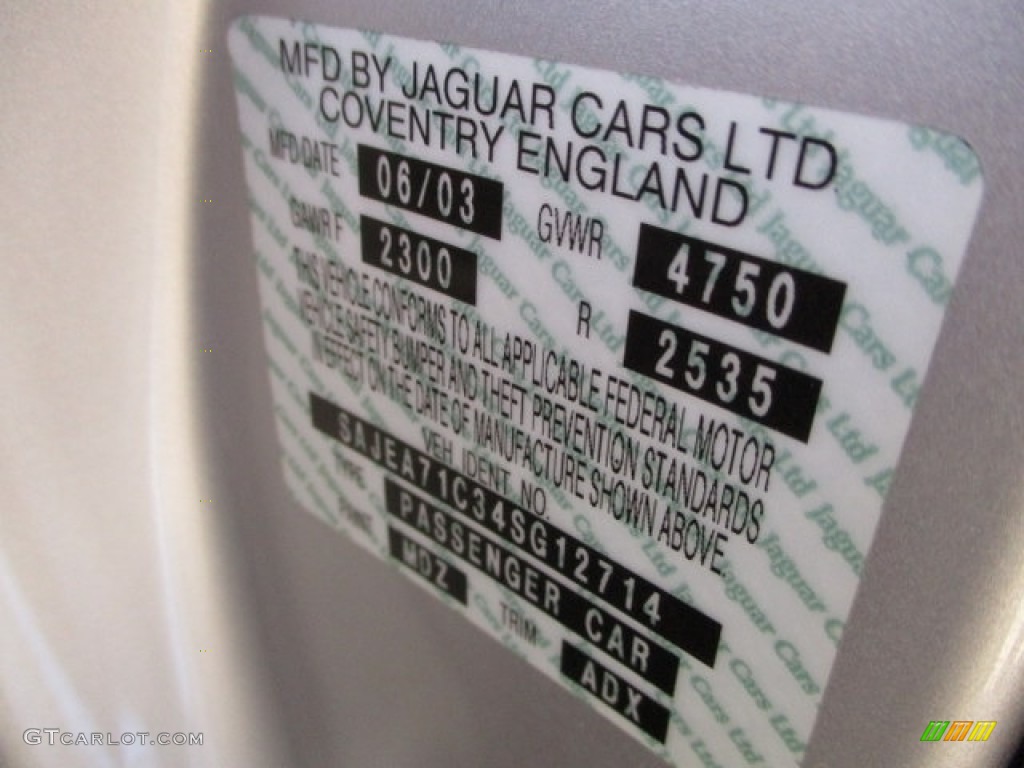 MFD BY JAGUAR CARS LTD
COVENTRY ENGLAND
MFD DATE 06/03 GVWR 4750
GAWR F 2300 R 2535
THIS VEHICLE CONFORMS TO ALL APPLICABLE FEDERAL MOTOR
VEHICLE SAFETY BUMPER AND THEFT PREVENTION STANDARDS
IN EFFECT ON THE DATE OF MANUFACTURE SHOWN ABOVE.
VEH IDENT. NO.
SAJEA71C34SG12714
TYPE PASSENGER CAR
PAINT MDZ TRIM ADX
GTCARLOT.COM